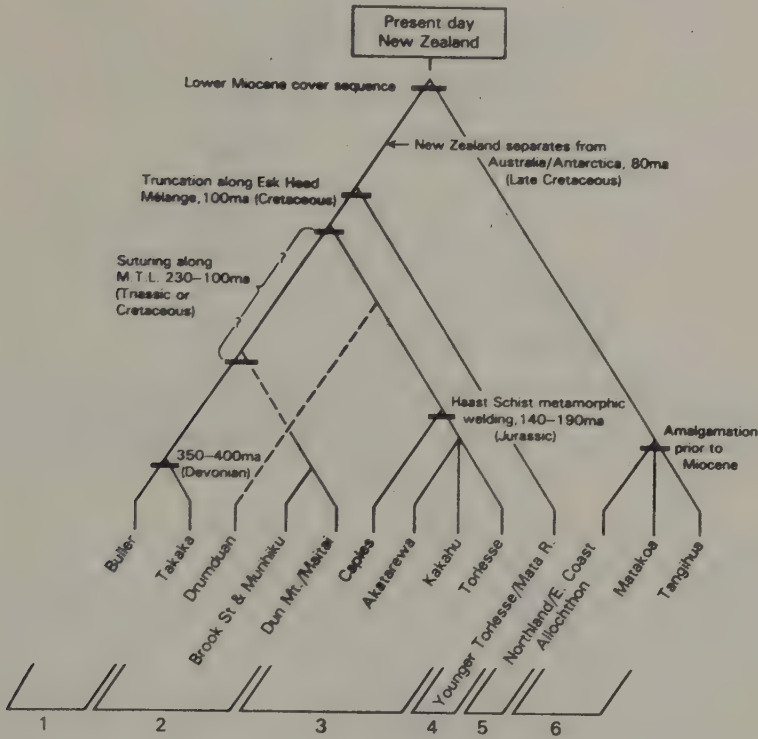 Present day
New Zealand
Lower Miocene cover sequence
New Zealand separates from
Australia/Antarctica, 80ma
(Late Cretaceous)
Truncation along Esk Head
Mélange, 100ma (Cretaceous)
Suturing along
M.T.L. 230–100ma
(Triassic or
Cretaceous)
?
?
Haast Schist metamorphic
welding, 140–190ma
(Jurassic)
Amalgamation
prior to
Miocene
350–400ma
(Devonian)
Buller
Takaka
Drumduan
Brook St & Murihiku
Dun Mt./Maitai
Caples
Akatarewa
Kakahu
Torlesse
Younger Torlesse/Mata R.
Northland/E. Coast
Allochthon
Matakoa
Tangihua
1 2 3 4 5 6